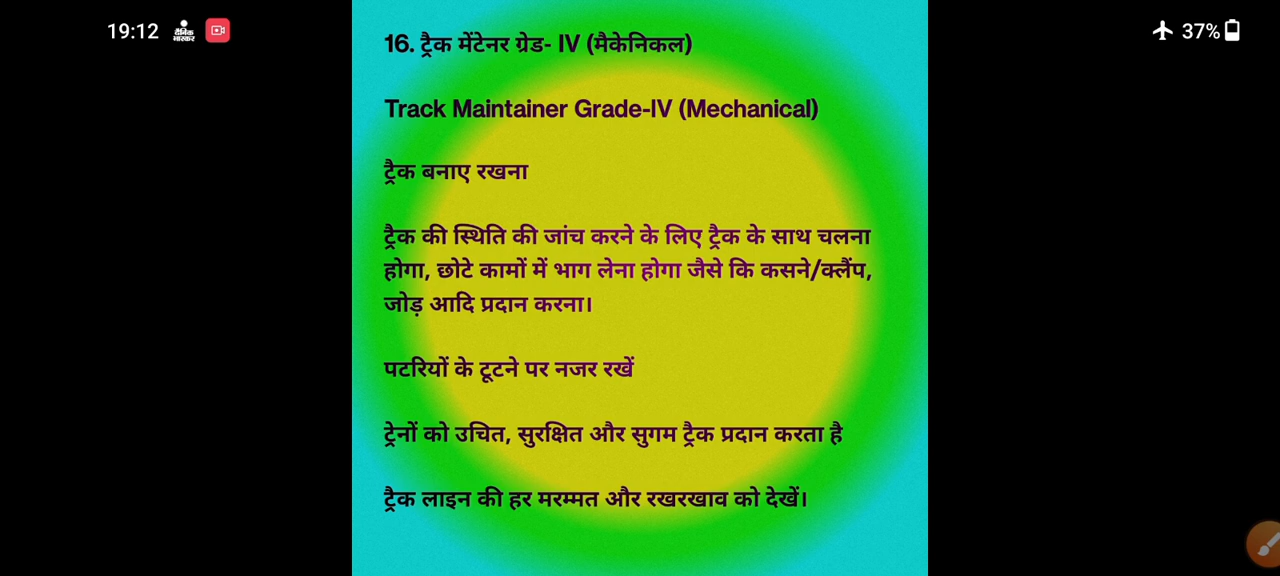 19:12
दैनिक
भास्कर
37%
16. ट्रैक मेंटेनर ग्रेड- IV (मैकेनिकल)
Track Maintainer Grade-IV (Mechanical)
ट्रैक बनाए रखना
ट्रैक की स्थिति की जांच करने के लिए ट्रैक के साथ चलना
होगा, छोटे कामों में भाग लेना होगा जैसे कि कसने/क्लैंप,
जोड़ आदि प्रदान करना।
पटरियों के टूटने पर नजर रखें
ट्रेनों को उचित, सुरक्षित और सुगम ट्रैक प्रदान करता है
ट्रैक लाइन की हर मरम्मत और रखरखाव को देखें।